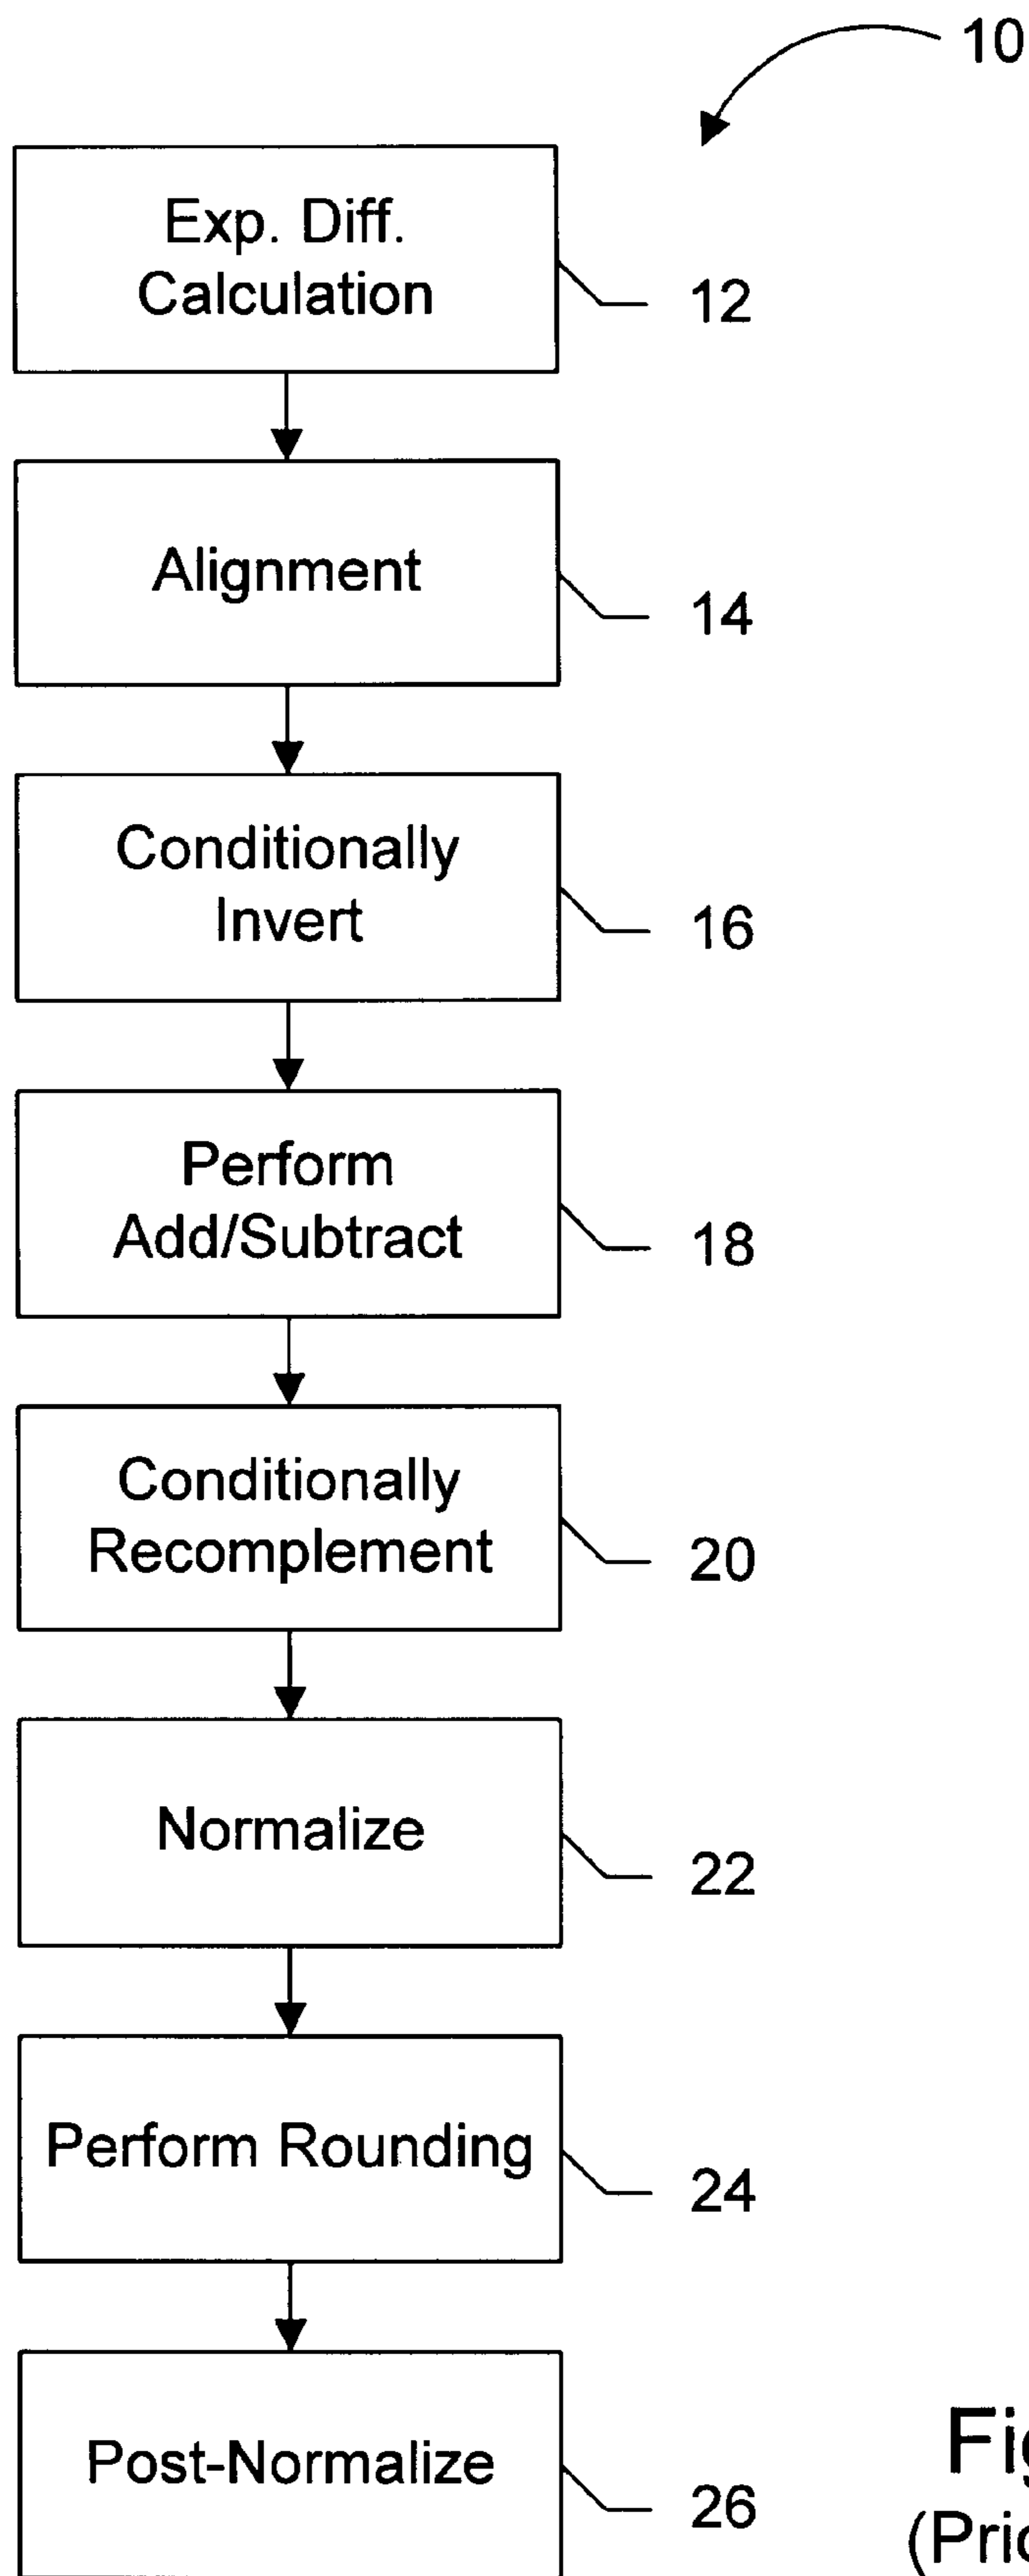 10
Exp. Diff.
Calculation
12
Alignment
14
Conditionally
Invert
16
Perform
Add/Subtract
18
Conditionally
Recomplement
20
Normalize
22
Perform Rounding
24
Post-Normalize
26